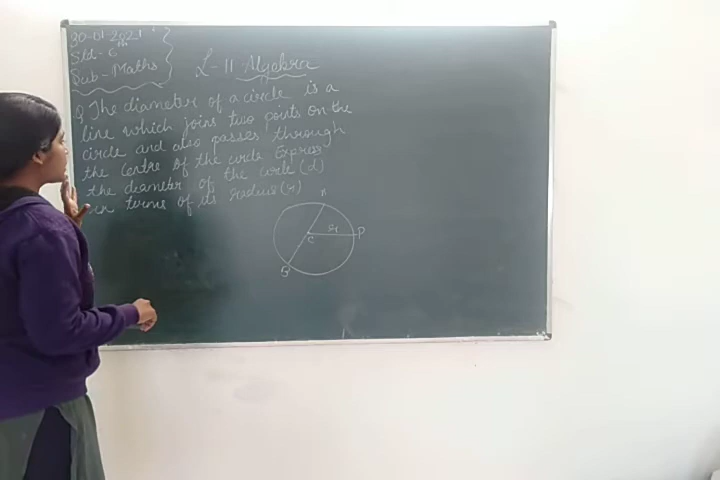 30-01-2021
Std-6th
Sub-Maths
L-11 Algebra
Q The diameter of a circle is a
line which joins two points on the
circle and also passes through
the centre of the circle Express
the diameter of the circle (d)
in terms of its radius (r)
C
r
P